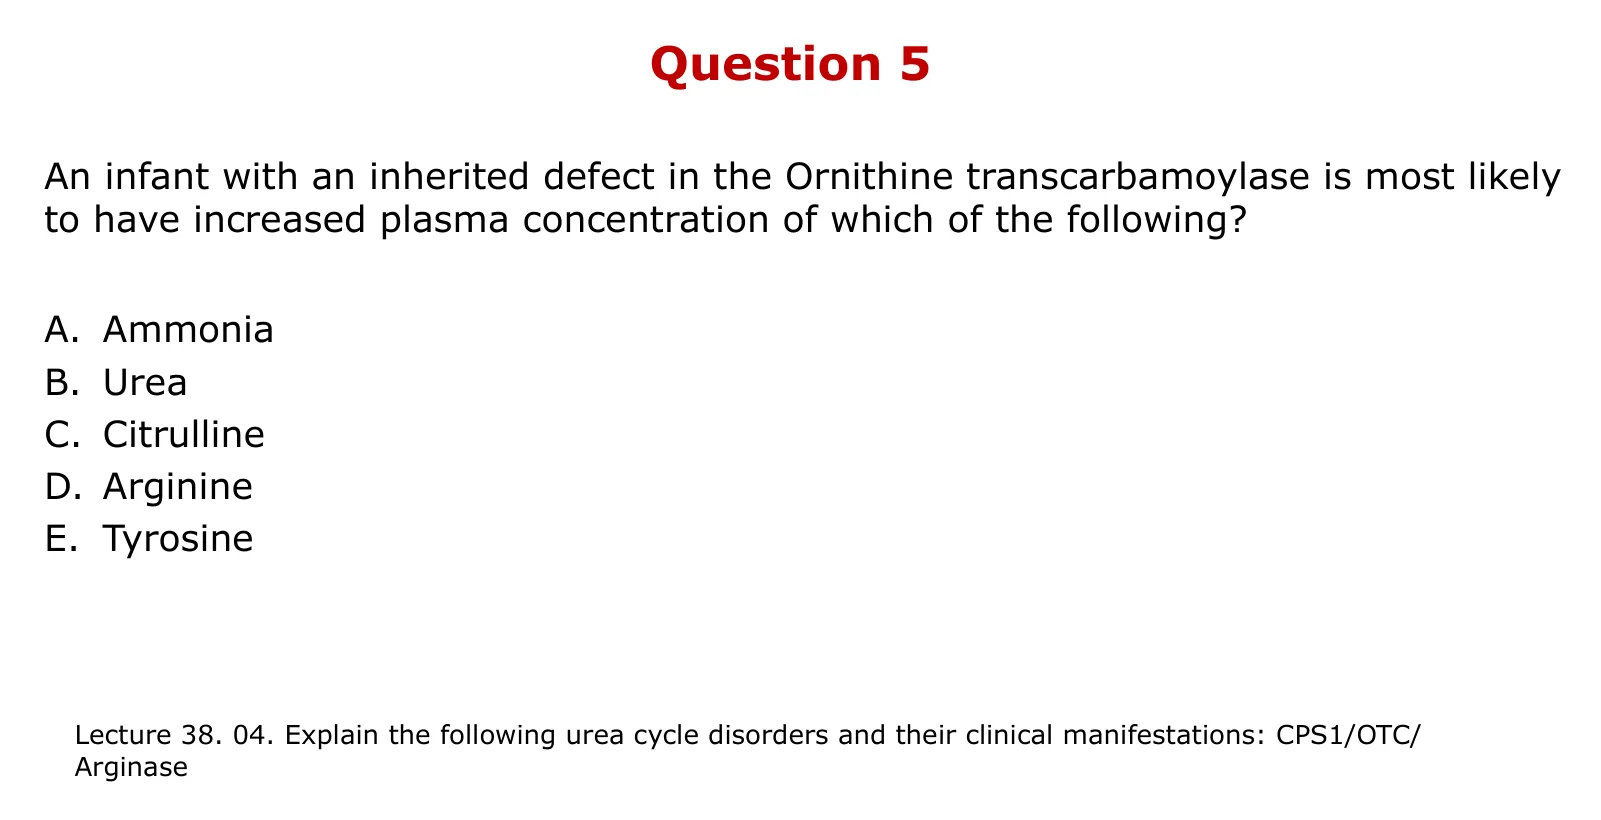 Question 5
An infant with an inherited defect in the Ornithine transcarbamoylase is most likely
to have increased plasma concentration of which of the following?
A. Ammonia
B. Urea
C. Citrulline
D. Arginine
E. Tyrosine
Lecture 38. 04. Explain the following urea cycle disorders and their clinical manifestations: CPS1/OTC/
Arginase